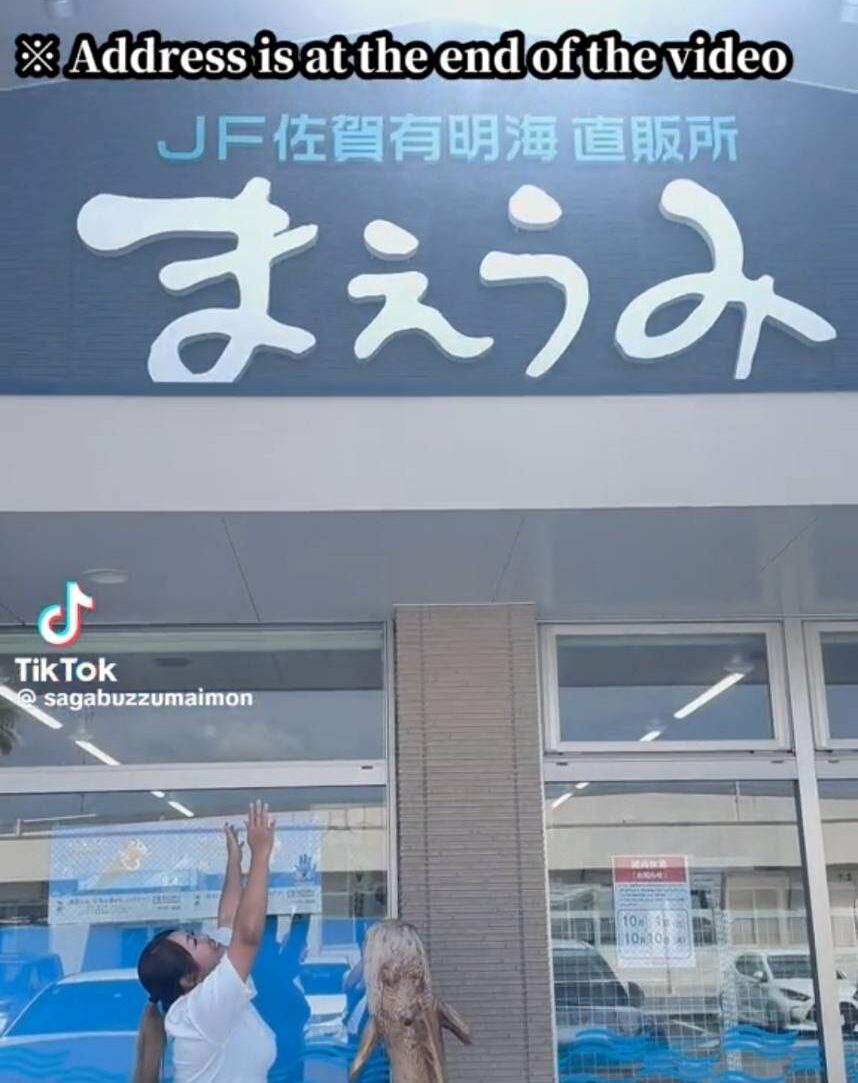 ※ Address is at the end of the video
JF佐賀有明海 直販所
まえうみ
TikTok
@ sagabuzzumaimon